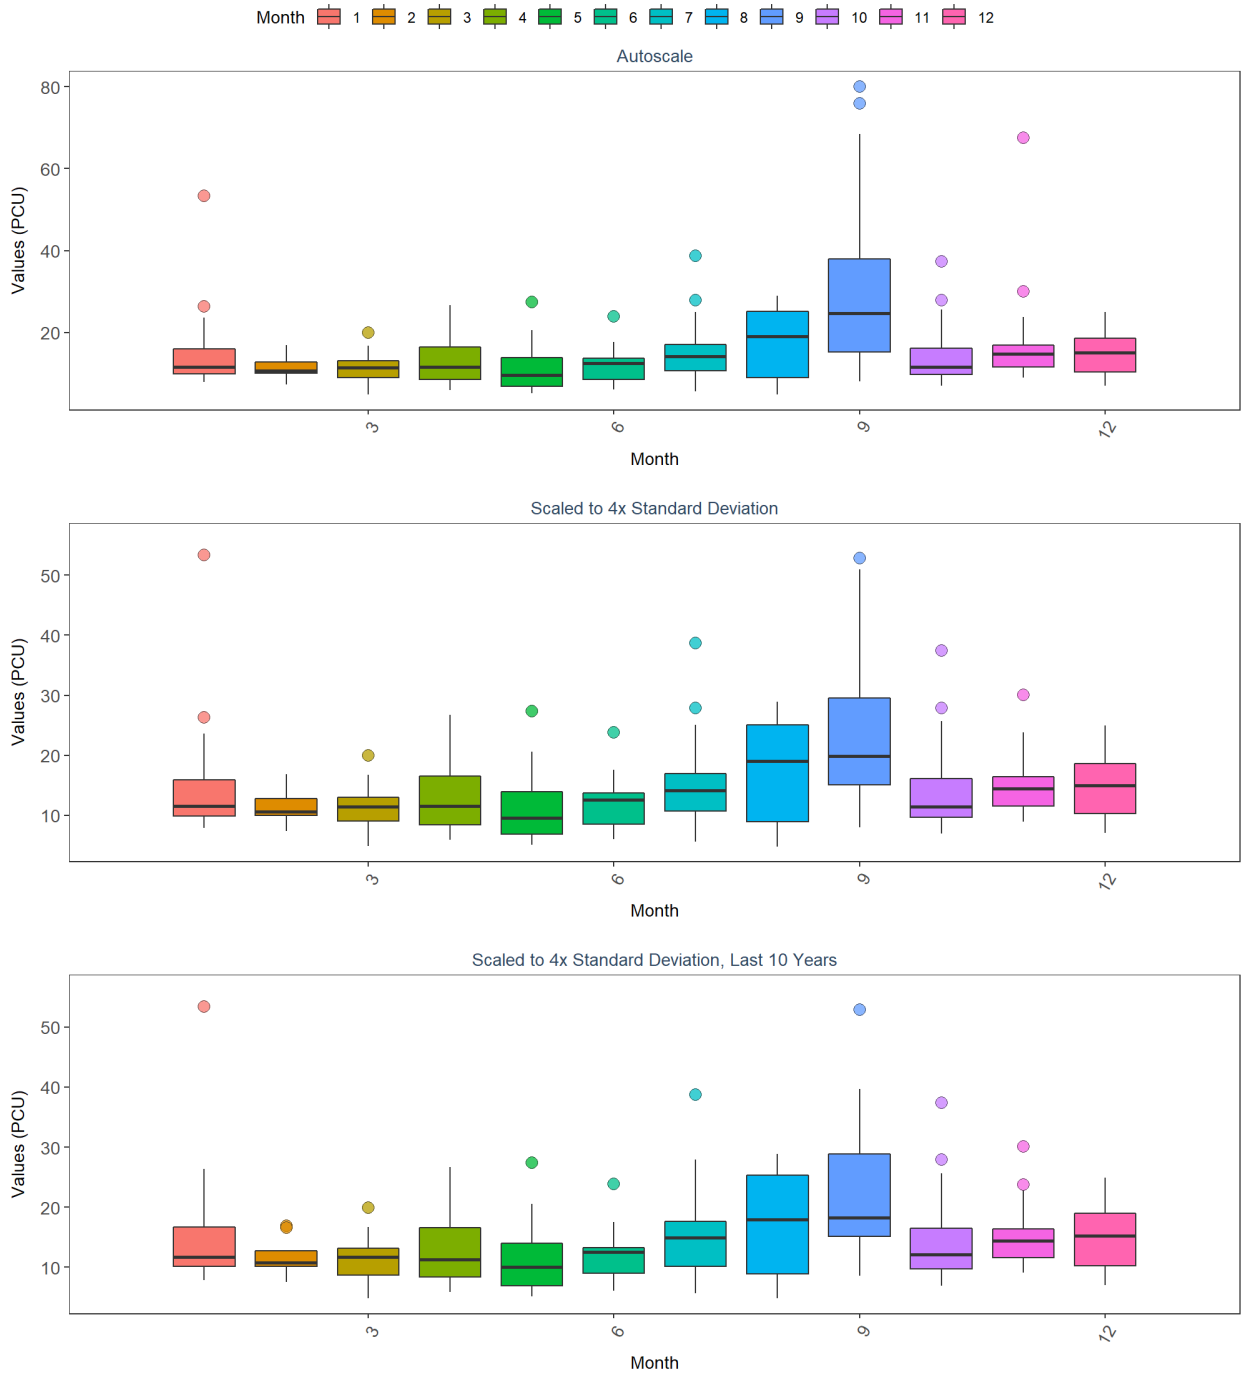 Month 1 2 3 4 5 6 7 8 9 10 11 12
Autoscale
Values (PCU)
80
60
40
20
3 6 9 12
Month
Scaled to 4x Standard Deviation
Values (PCU)
50
40
30
20
10
3 6 9 12
Month
Scaled to 4x Standard Deviation, Last 10 Years
Values (PCU)
50
40
30
20
10
3 6 9 12
Month